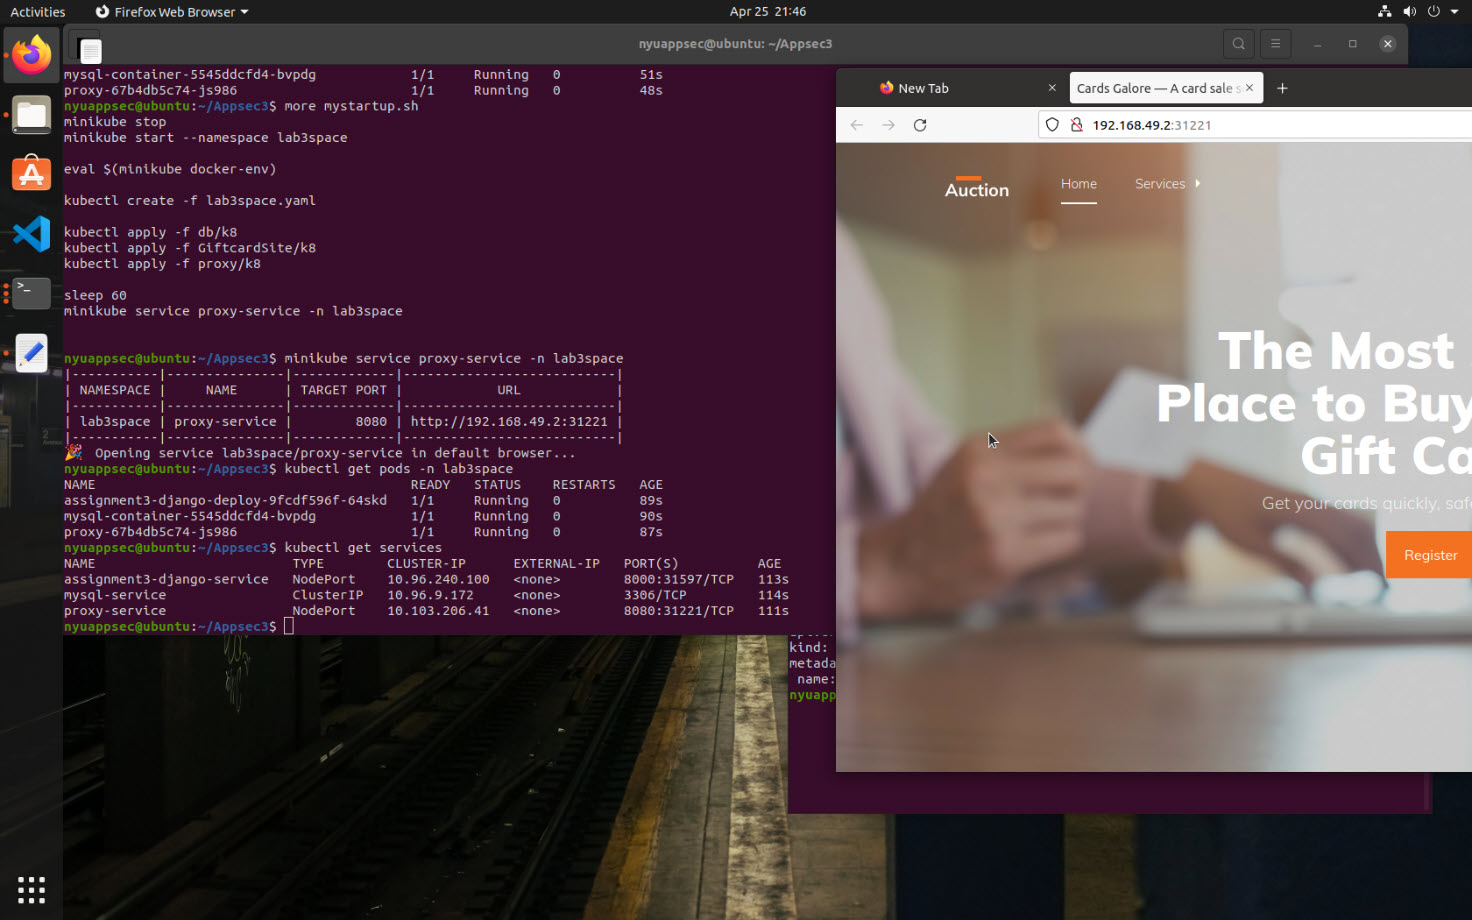 Activities
Firefox Web Browser
Apr 25 21:46
nyuappsec@ubuntu: ~/Appsec3
mysql-container-5545ddcfd4-bvpdg 1/1 Running 0 51s
proxy-67b4db5c74-js986 1/1 Running 0 48s
nyuappsec@ubuntu:~/Appsec3$ more mystartup.sh
minikube stop
minikube start --namespace lab3space
eval $(minikube docker-env)
kubectl create -f lab3space.yaml
kubectl apply -f db/k8
kubectl apply -f GiftcardSite/k8
kubectl apply -f proxy/k8
sleep 60
minikube service proxy-service -n lab3space
nyuappsec@ubuntu:~/Appsec3$ minikube service proxy-service -n lab3space
|-----------|---------------|-------------|---------------------------|
| NAMESPACE | NAME | TARGET PORT | URL |
|-----------|---------------|-------------|---------------------------|
| lab3space | proxy-service | 8080 | http://192.168.49.2:31221 |
|-----------|---------------|-------------|---------------------------|
🎉 Opening service lab3space/proxy-service in default browser...
nyuappsec@ubuntu:~/Appsec3$ kubectl get pods -n lab3space
NAME READY STATUS RESTARTS AGE
assignment3-django-deploy-9fcdf596f-64skd 1/1 Running 0 89s
mysql-container-5545ddcfd4-bvpdg 1/1 Running 0 90s
proxy-67b4db5c74-js986 1/1 Running 0 87s
nyuappsec@ubuntu:~/Appsec3$ kubectl get services
NAME TYPE CLUSTER-IP EXTERNAL-IP PORT(S) AGE
assignment3-django-service NodePort 10.96.240.100 <none> 8000:31597/TCP 113s
mysql-service ClusterIP 10.96.9.172 <none> 3306/TCP 114s
proxy-service NodePort 10.103.206.41 <none> 8080:31221/TCP 111s
nyuappsec@ubuntu:~/Appsec3$
kind:
metada
name:
nyuapp
New Tab
Cards Galore — A card sale s
192.168.49.2:31221
Auction
Home
Services
The Most
Place to Buy
Gift Ca
Get your cards quickly, safe
Register